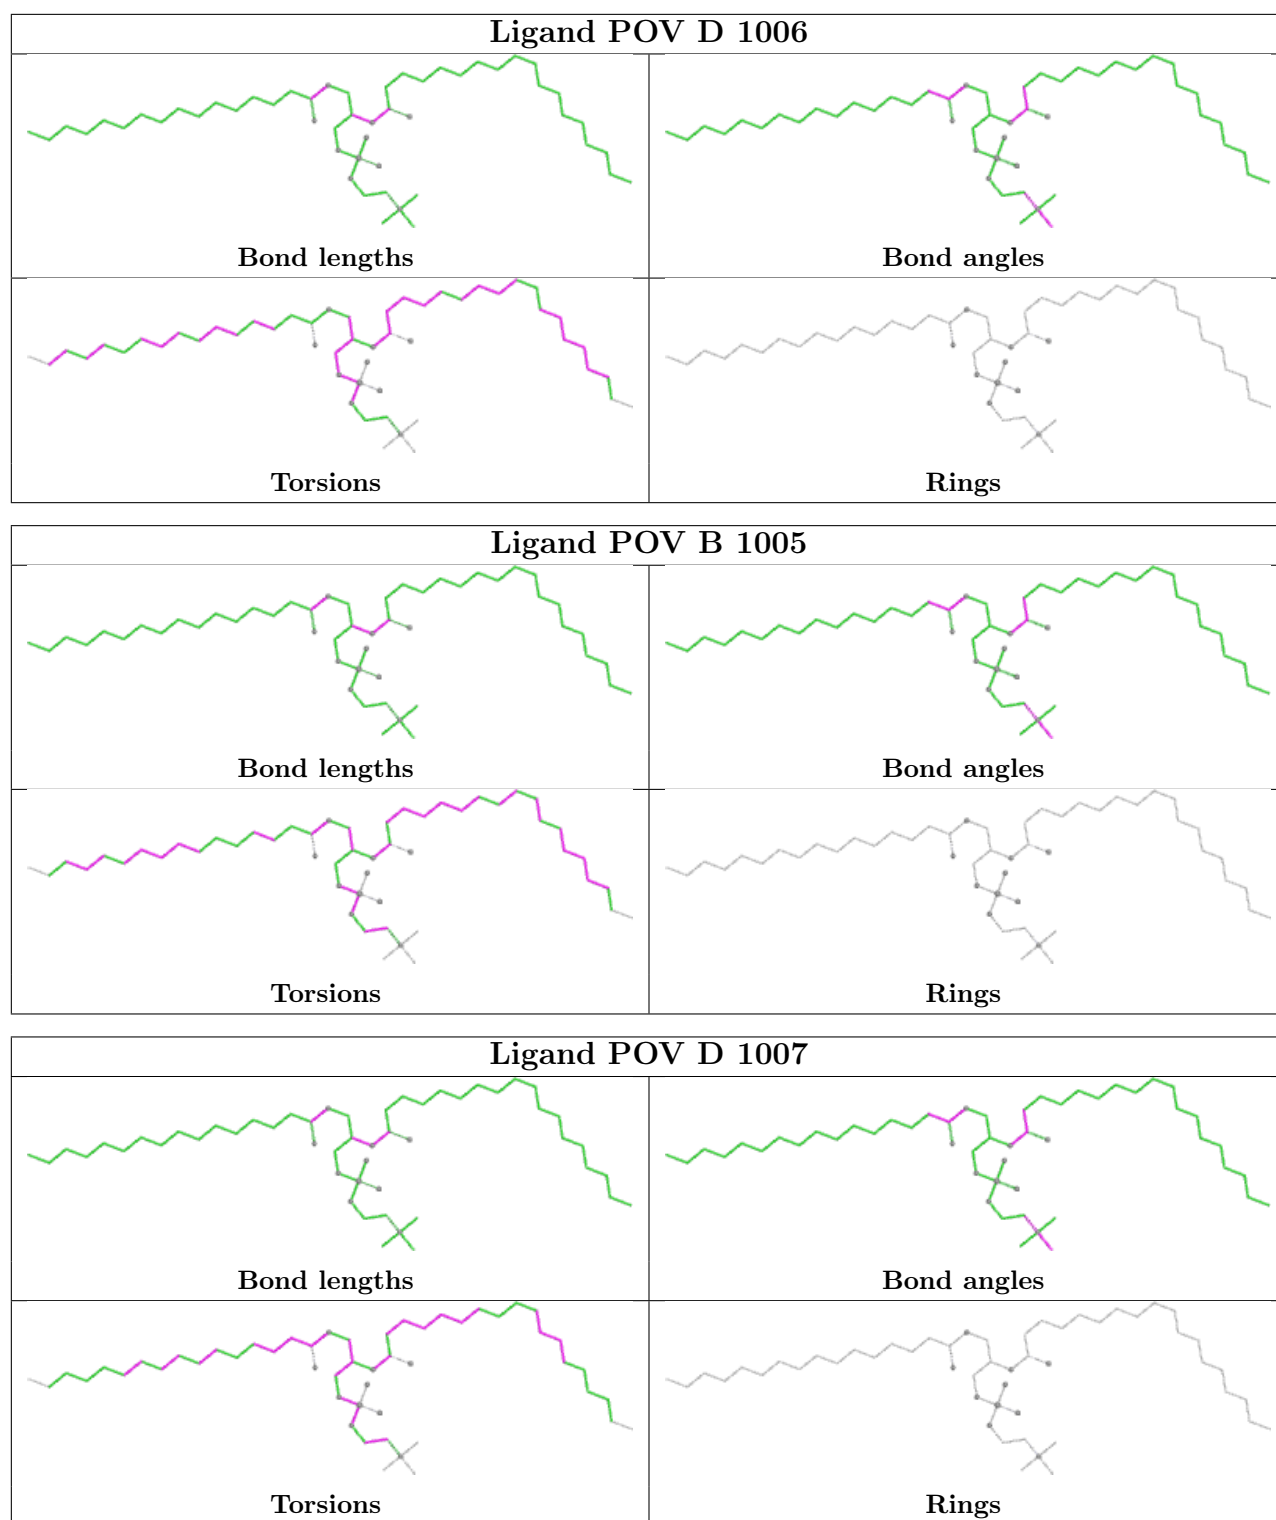 Ligand POV D 1006
Bond lengths
Bond angles
Torsions
Rings
Ligand POV B 1005
Bond lengths
Bond angles
Torsions
Rings
Ligand POV D 1007
Bond lengths
Bond angles
Torsions
Rings